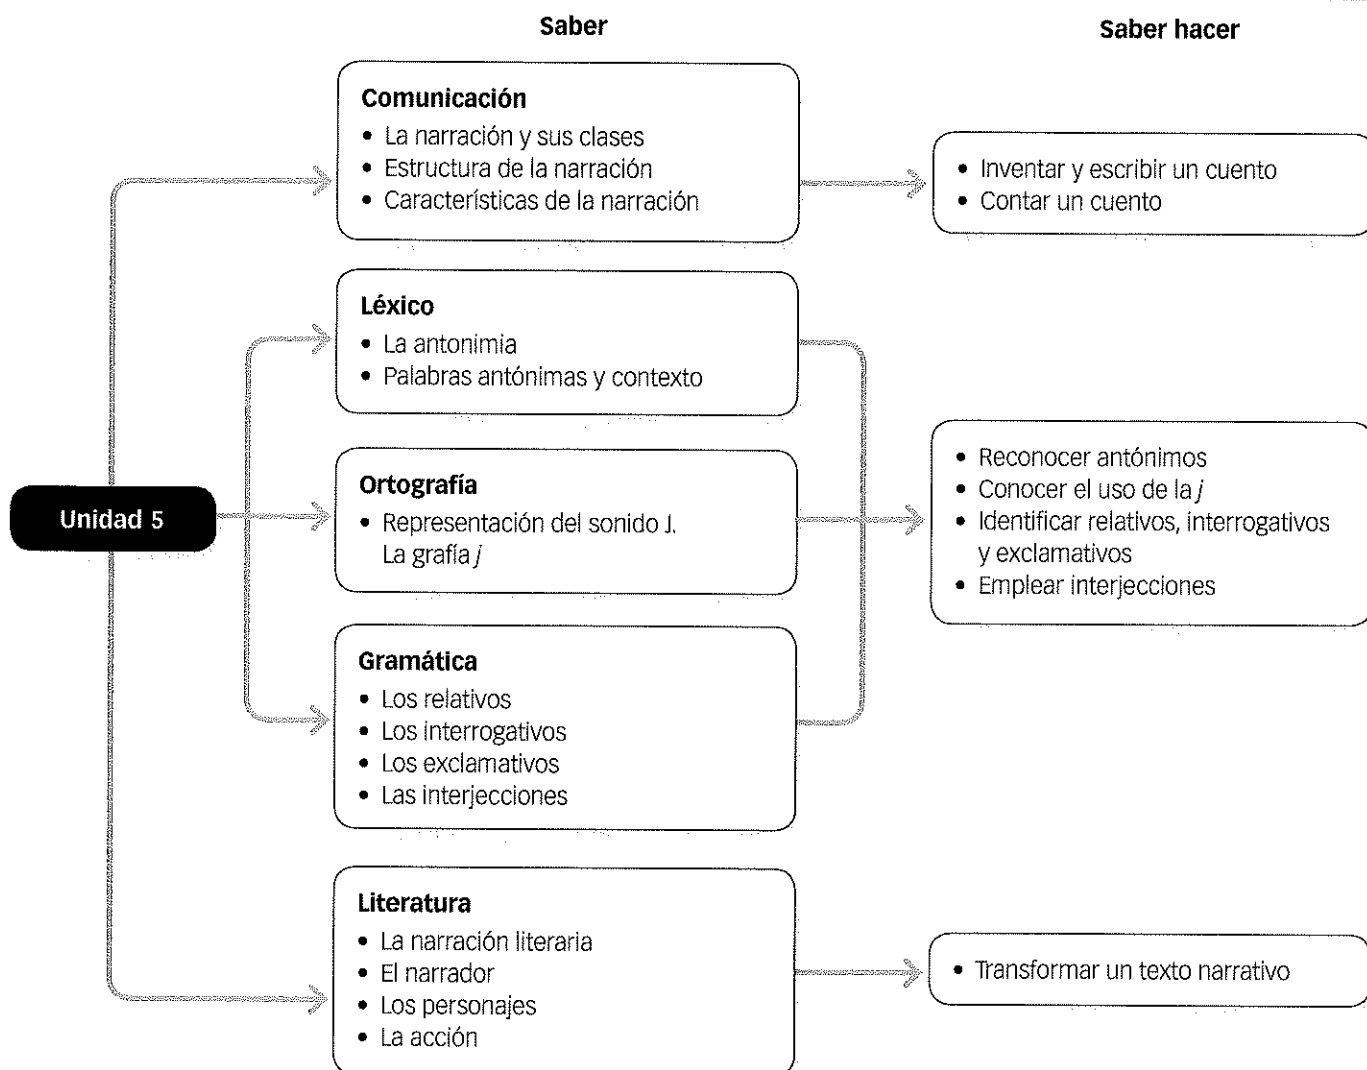 Saber
Saber hacer
Comunicación
• La narración y sus clases
• Estructura de la narración
• Características de la narración
• Inventar y escribir un cuento
• Contar un cuento
Léxico
• La antonimia
• Palabras antónimas y contexto
Unidad 5
Ortografía
• Representación del sonido J.
La grafía j
• Reconocer antónimos
• Conocer el uso de la j
• Identificar relativos, interrogativos
y exclamativos
• Emplear interjecciones
Gramática
• Los relativos
• Los interrogativos
• Los exclamativos
• Las interjecciones
Literatura
• La narración literaria
• El narrador
• Los personajes
• La acción
• Transformar un texto narrativo